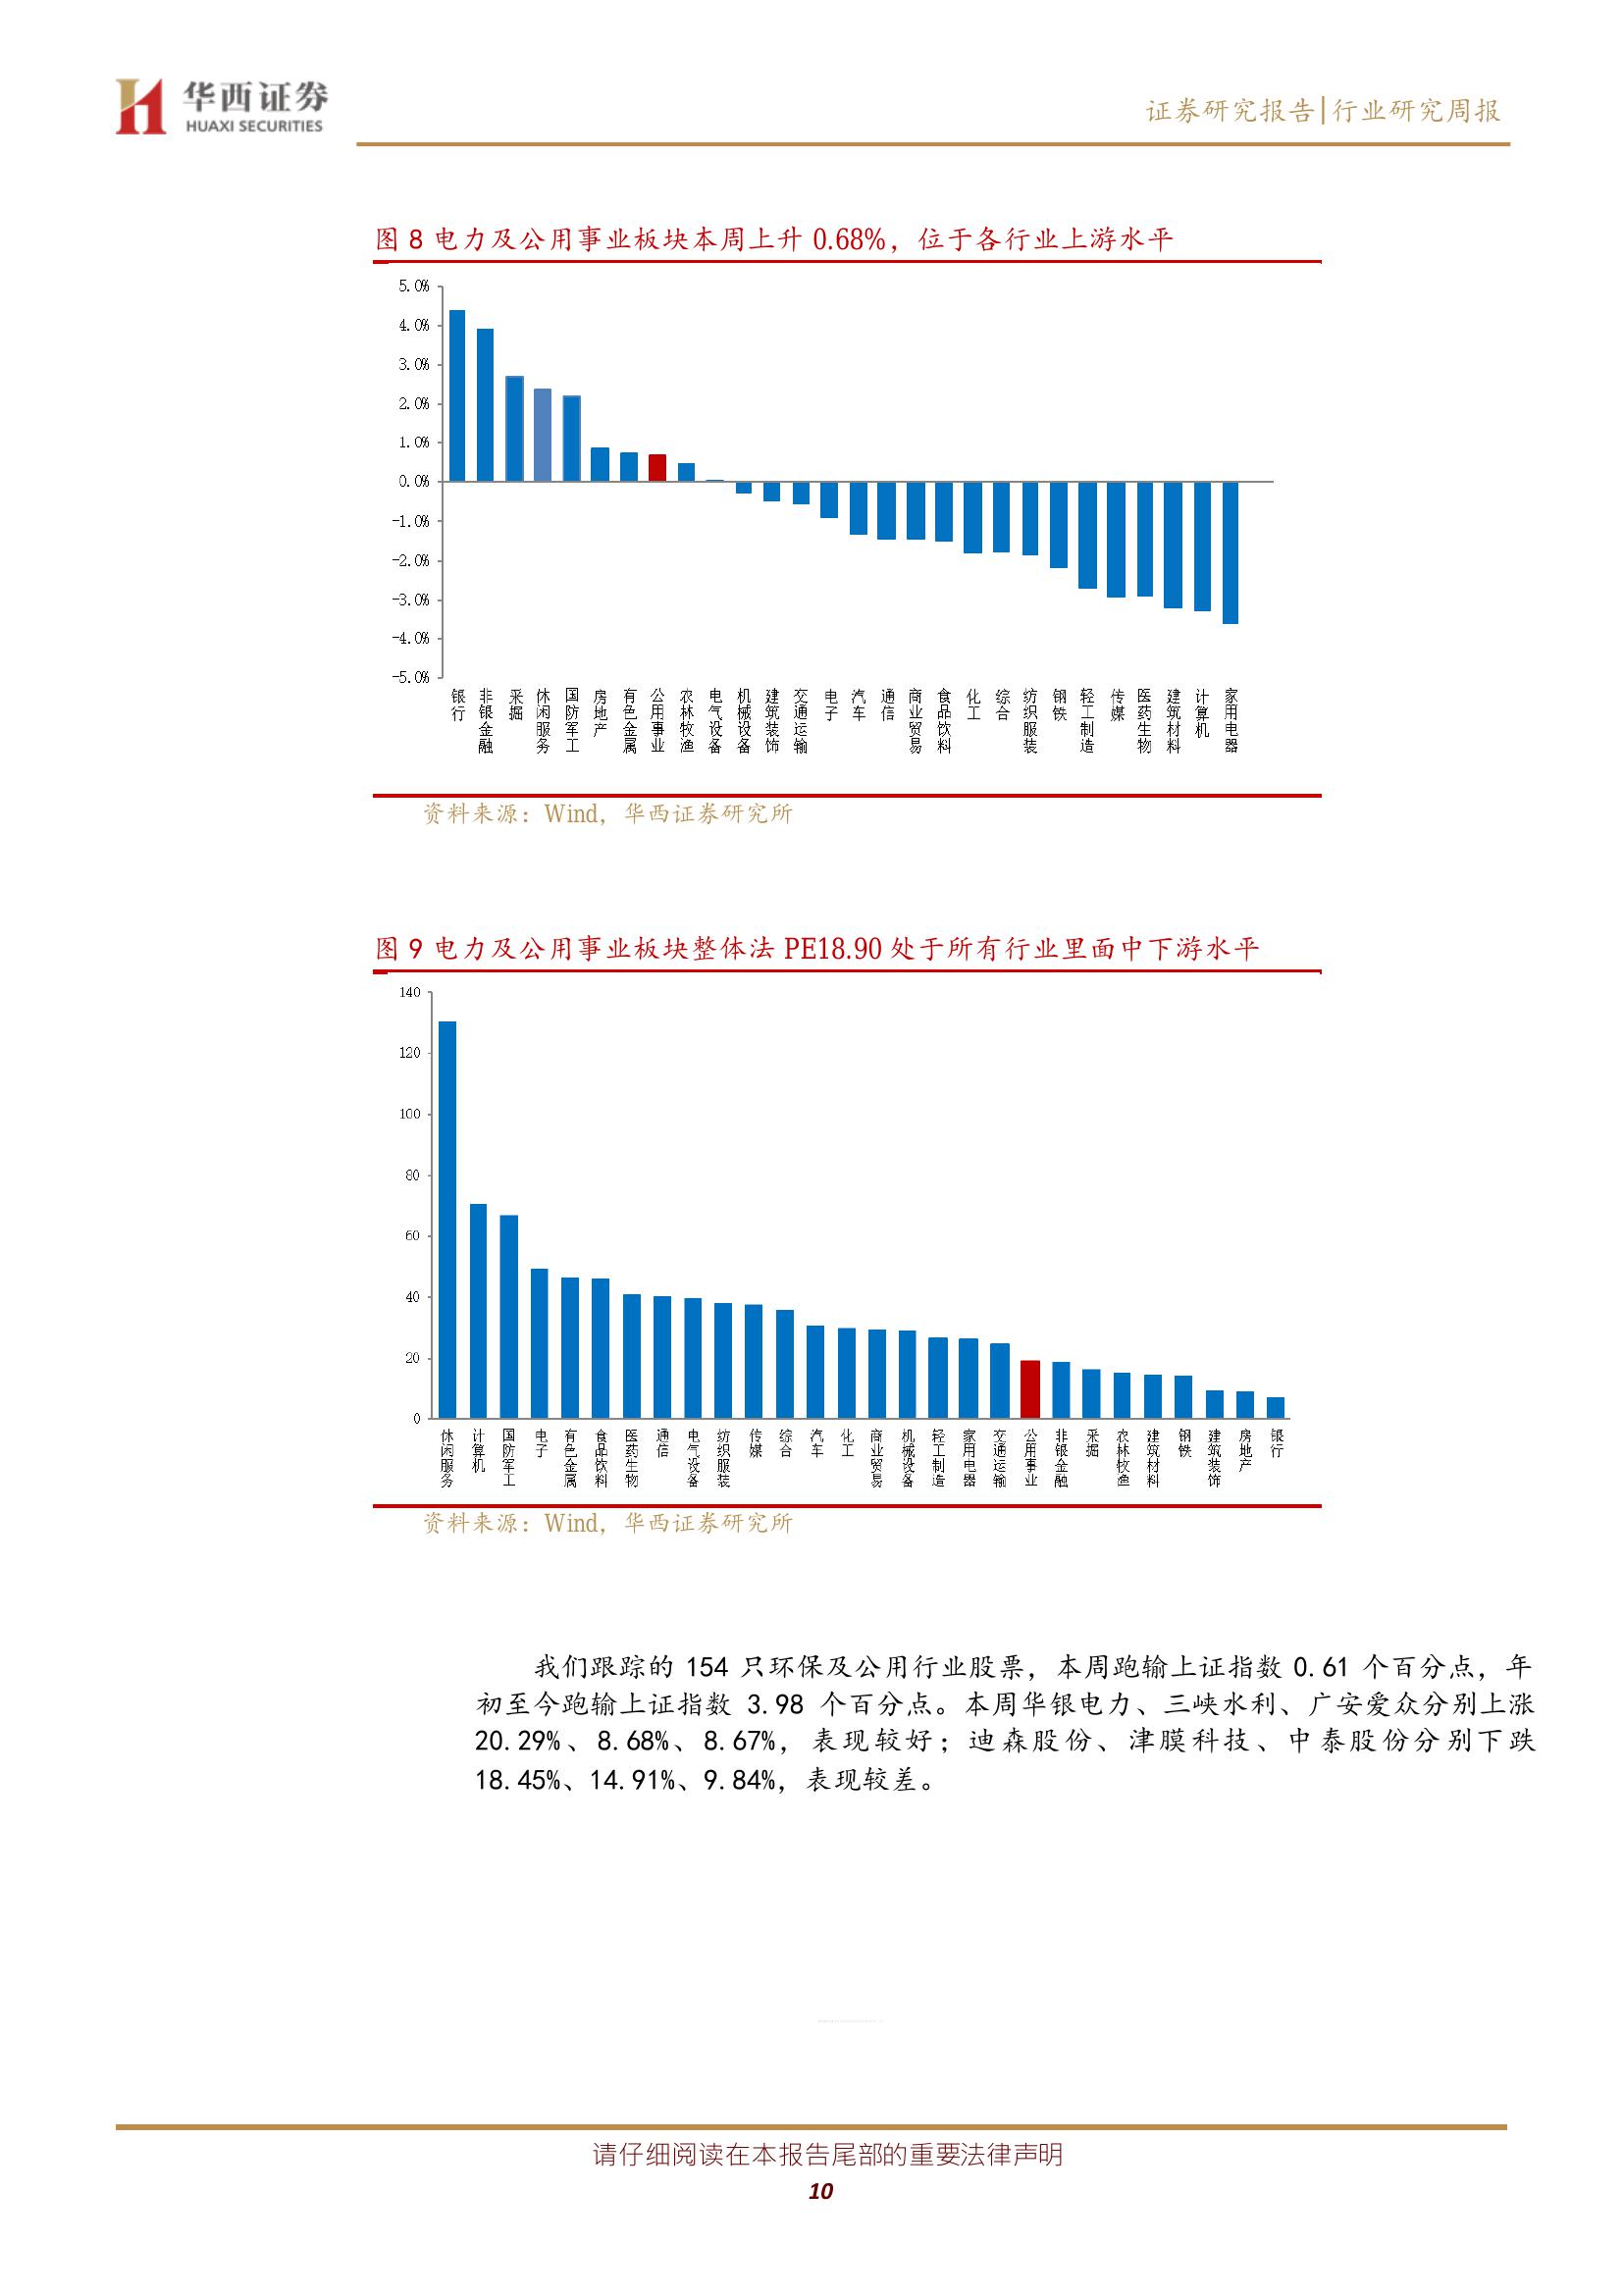 华西证券
HUAXI SECURITIES
证券研究报告|行业研究周报
图 8 电力及公用事业板块本周上升 0.68%，位于各行业上游水平
5.0%
4.0%
3.0%
2.0%
1.0%
0.0%
-1.0%
-2.0%
-3.0%
-4.0%
-5.0%
银行
非银金融
采掘
休闲服务
国防军工
房地产
有色金属
公用事业
农林牧渔
电气设备
机械设备
建筑装饰
交通运输
电子
汽车
通信
商业贸易
食品饮料
化工
综合
纺织服装
钢铁
轻工制造
传媒
医药生物
建筑材料
计算机
家用电器
资料来源：Wind，华西证券研究所
图 9 电力及公用事业板块整体法 PE18.90 处于所有行业里面中下游水平
140
120
100
80
60
40
20
0
休闲服务
计算机
国防军工
电子
有色金属
食品饮料
医药生物
通信
电气设备
纺织服装
传媒
综合
汽车
化工
商业贸易
机械设备
轻工制造
家用电器
交通运输
公用事业
非银金融
采掘
农林牧渔
建筑材料
钢铁
建筑装饰
房地产
银行
资料来源：Wind，华西证券研究所
我们跟踪的 154 只环保及公用行业股票，本周跑输上证指数 0.61 个百分点，年
初至今跑输上证指数 3.98 个百分点。本周华银电力、三峡水利、广安爱众分别上涨
20.29%、8.68%、8.67%，表现较好；迪森股份、津膜科技、中泰股份分别下跌
18.45%、14.91%、9.84%，表现较差。
请仔细阅读在本报告尾部的重要法律声明
10